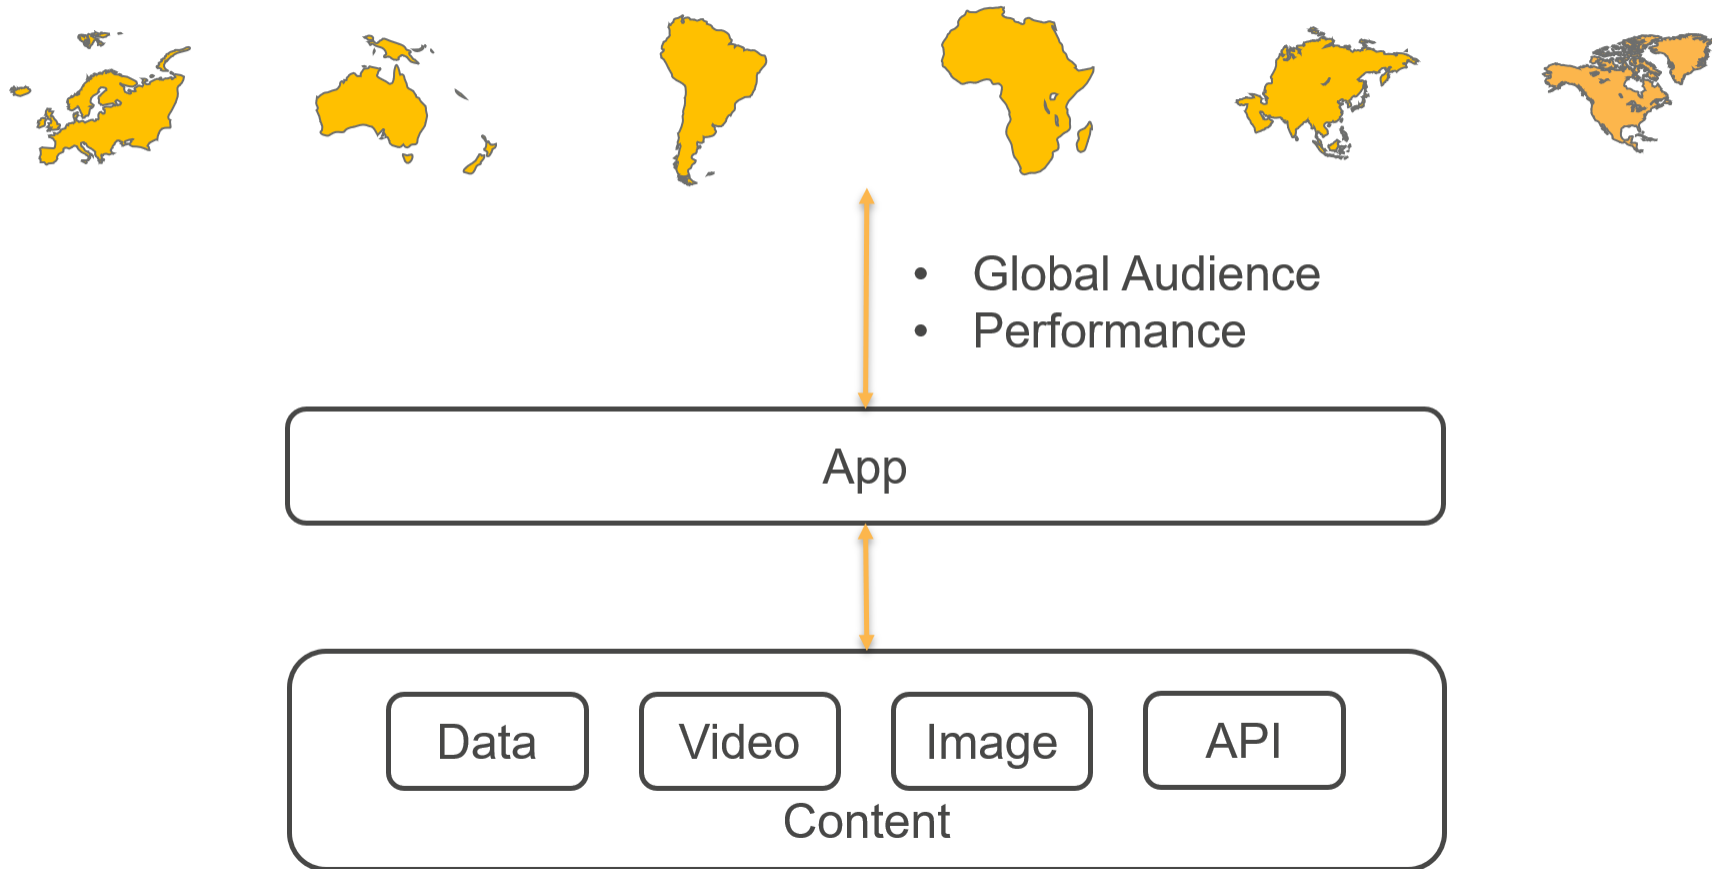 • Global Audience
• Performance
App
Data
Video
Image
API
Content